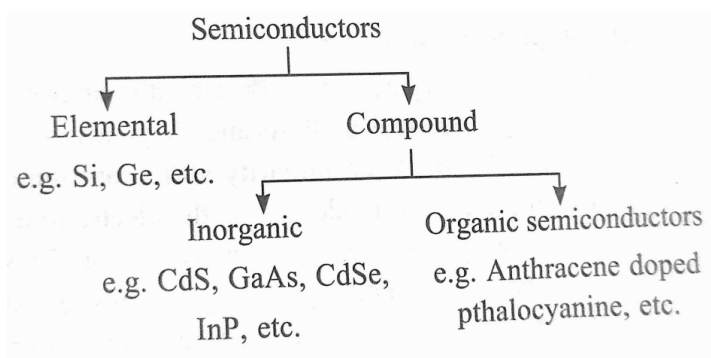 Semiconductors
Elemental
Compound
e.g. Si, Ge, etc.
Inorganic
Organic semiconductors
e.g. CdS, GaAs, CdSe,
InP, etc.
e.g. Anthracene doped
pthalocyanine, etc.